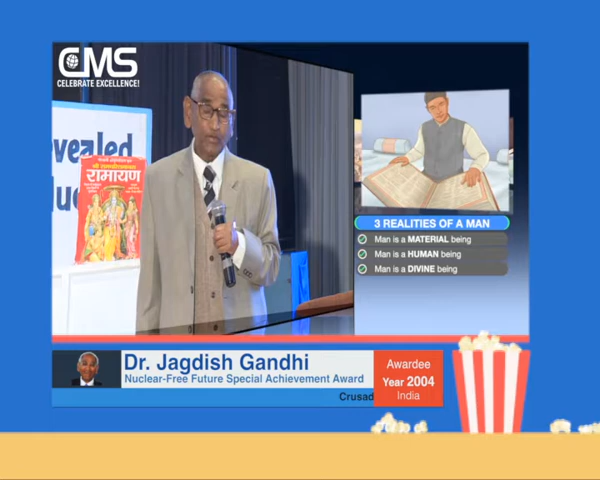 CMS
CELEBRATE EXCELLENCE!
vealed
रामायण
3 REALITIES OF A MAN
Man is a MATERIAL being
Man is a HUMAN being
Man is a DIVINE being
Dr. Jagdish Gandhi
Nuclear-Free Future Special Achievement Award
Crusad
Awardee
Year 2004
India